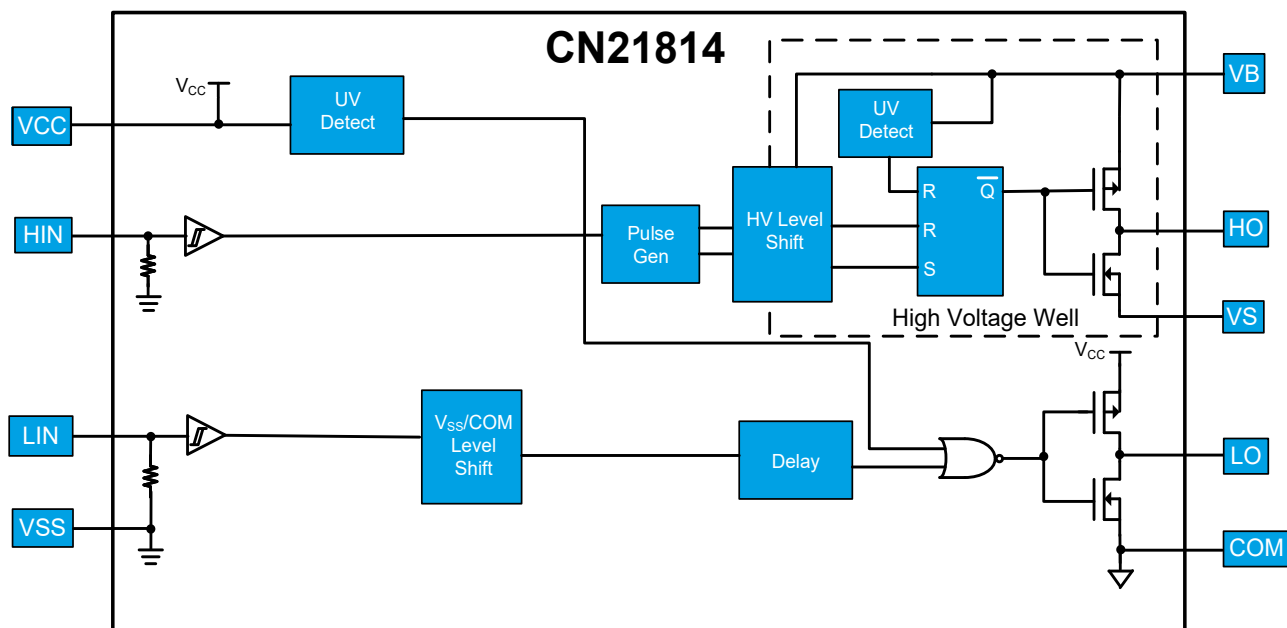 CN21814
VCC
VCC
UV
Detect
VB
UV
Detect
HIN
Pulse
Gen
HV Level
Shift
R
Q̅
R
S
HO
High Voltage Well
VS
VCC
LIN
VSS/COM
Level
Shift
Delay
LO
VSS
COM